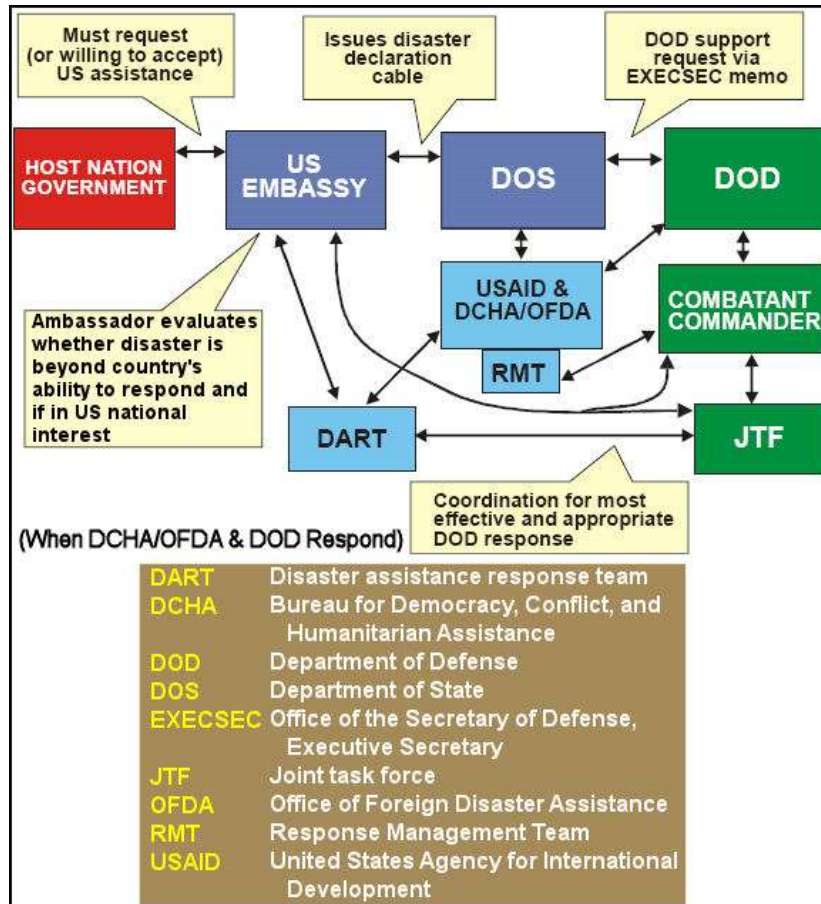 Must request
(or willing to accept)
US assistance
Issues disaster
declaration
cable
DOD support
request via
EXECSEC memo
HOST NATION
GOVERNMENT
US
EMBASSY
DOS
DOD
USAID &
DCHA/OFDA
RMT
COMBATANT
COMMANDER
Ambassador evaluates
whether disaster is
beyond country's
ability to respond and
if in US national
interest
DART
JTF
Coordination for most
effective and appropriate
DOD response
(When DCHA/OFDA & DOD Respond)
DART Disaster assistance response team
DCHA Bureau for Democracy, Conflict, and
Humanitarian Assistance
DOD Department of Defense
DOS Department of State
EXECSEC Office of the Secretary of Defense,
Executive Secretary
JTF Joint task force
OFDA Office of Foreign Disaster Assistance
RMT Response Management Team
USAID United States Agency for International
Development